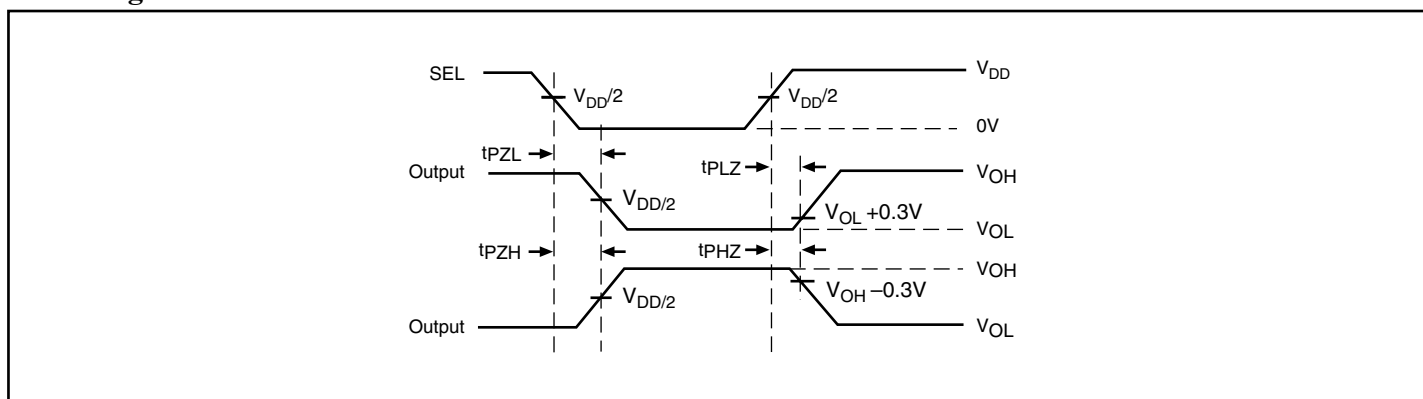 SEL
VDD/2
VDD/2
VDD
0V
tPZL
tPLZ
Output
VOH
VDD/2
VOL +0.3V
VOL
tPZH
tPHZ
VOH
VDD/2
VOH –0.3V
Output
VOL